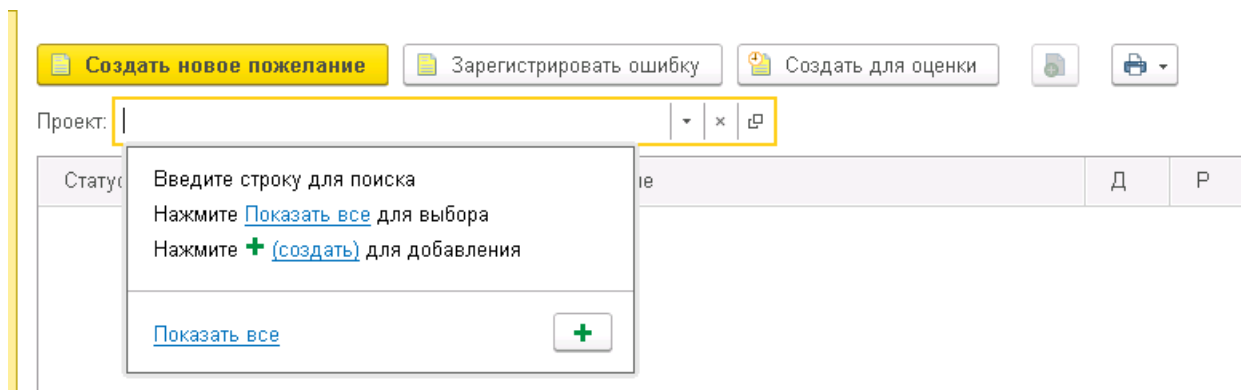 Создать новое пожелание Зарегистрировать ошибку Создать для оценки
Проект:
Статус Д Р
Введите строку для поиска
Нажмите Показать все для выбора
Нажмите + (создать) для добавления
Показать все +